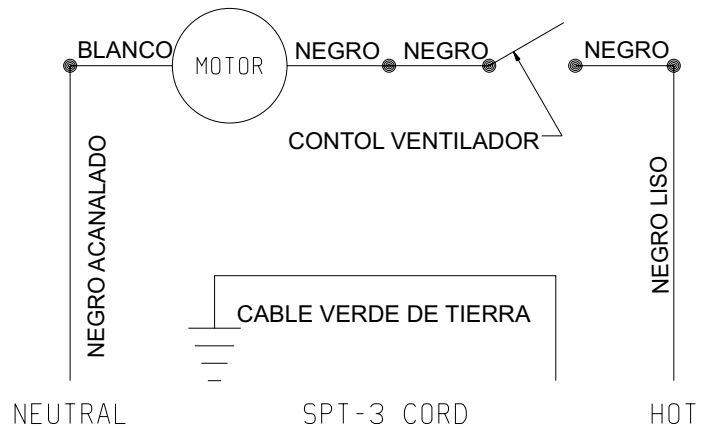 BLANCO
MOTOR
NEGRO
NEGRO
NEGRO
CONTOL VENTILADOR
NEGRO ACANALADO
NEGRO LISO
CABLE VERDE DE TIERRA
NEUTRAL
SPT-3 CORD
HOT